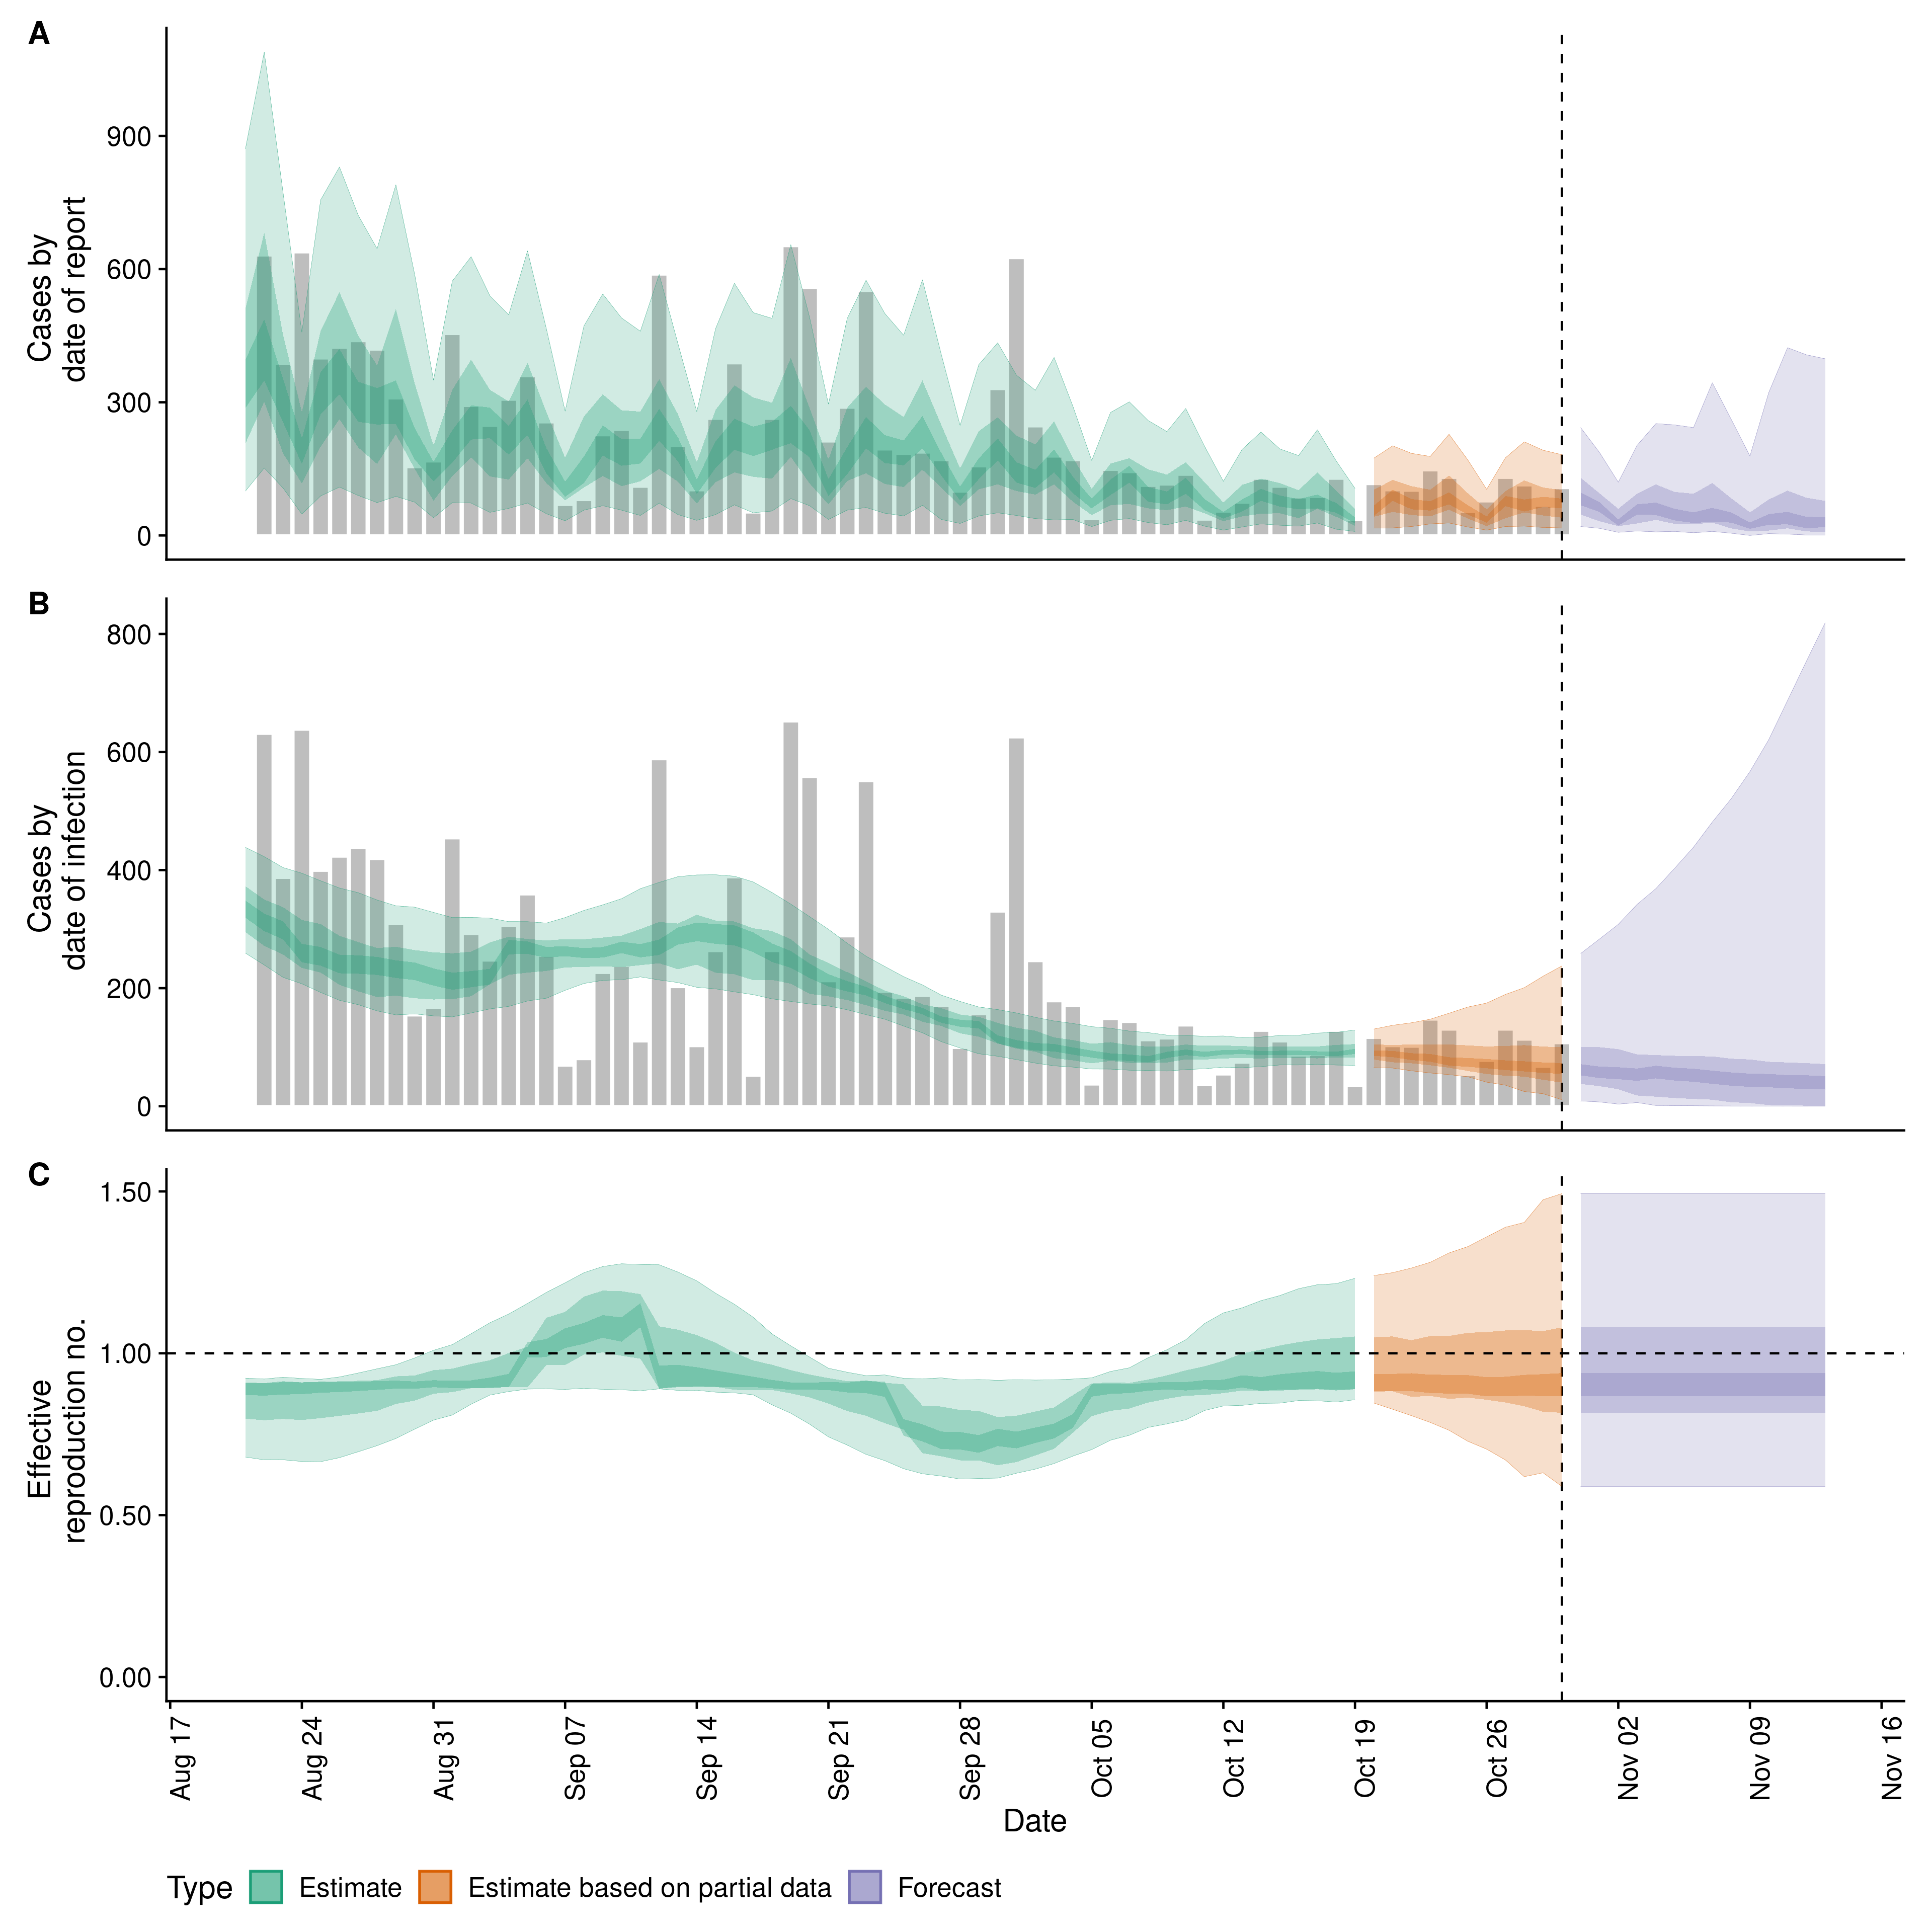 A
Cases by
date of report
900
600
300
0
B
Cases by
date of infection
800
600
400
200
0
C
Effective
reproduction no.
1.50
1.00
0.50
0.00
Aug 17
Aug 24
Aug 31
Sep 07
Sep 14
Sep 21
Sep 28
Oct 05
Oct 12
Oct 19
Oct 26
Nov 02
Nov 09
Nov 16
Date
Type Estimate Estimate based on partial data Forecast